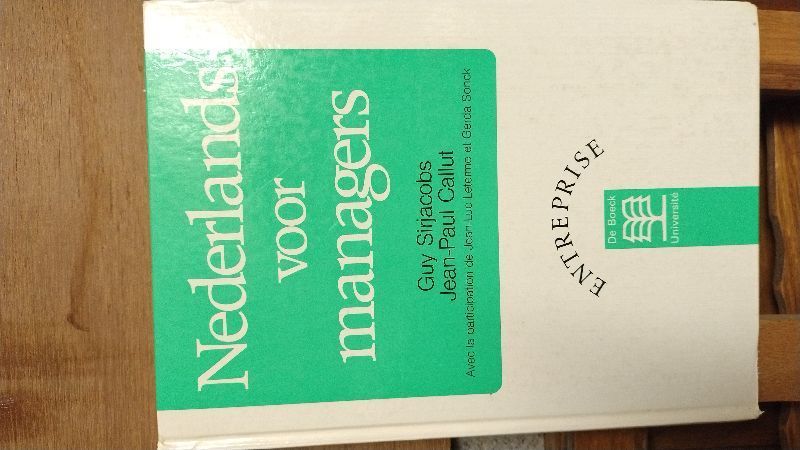 Nederlands
voor
managers
Guy Sirjacobs
Jean-Paul Callut
Avec la participation de Jean-Luc Leterme et Gerda Sonck
ENTREPRISE
De Boeck
Université